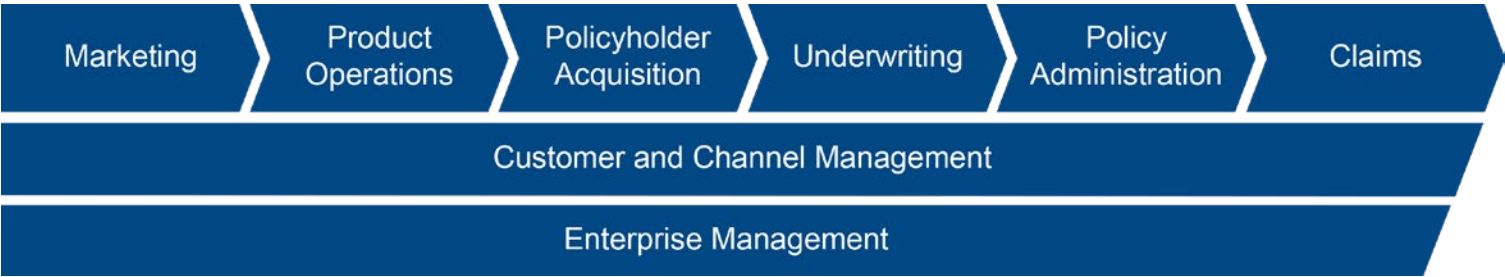 Marketing
Product
Operations
Policyholder
Acquisition
Underwriting
Policy
Administration
Claims
Customer and Channel Management
Enterprise Management